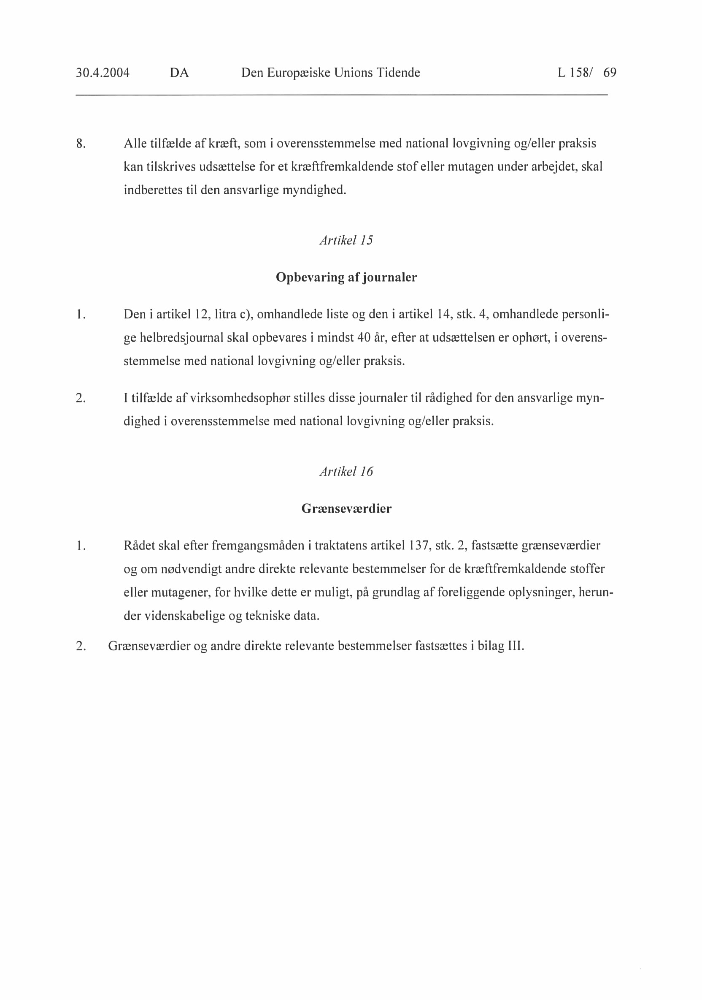 30.4.2004 DA Den Europæiske Unions Tidende L 158/ 69
8. Alle tilfælde af kræft, som i overensstemmelse med national lovgivning og/eller praksis
kan tilskrives udsættelse for et kræftfremkaldende stof eller mutagen under arbejdet, skal
indberettes til den ansvarlige myndighed.
Artikel 15
Opbevaring af journaler
1. Den i artikel 12, litra c), omhandlede liste og den i artikel 14, stk. 4, omhandlede personli-
ge helbredsjournal skal opbevares i mindst 40 år, efter at udsættelsen er ophørt, i overens-
stemmelse med national lovgivning og/eller praksis.
2. I tilfælde af virksomhedsophør stilles disse journaler til rådighed for den ansvarlige myn-
dighed i overensstemmelse med national lovgivning og/eller praksis.
Artikel 16
Grænseværdier
1. Rådet skal efter fremgangsmåden i traktatens artikel 137, stk. 2, fastsætte grænseværdier
og om nødvendigt andre direkte relevante bestemmelser for de kræftfremkaldende stoffer
eller mutagener, for hvilke dette er muligt, på grundlag af foreliggende oplysninger, herun-
der videnskabelige og tekniske data.
2. Grænseværdier og andre direkte relevante bestemmelser fastsættes i bilag III.